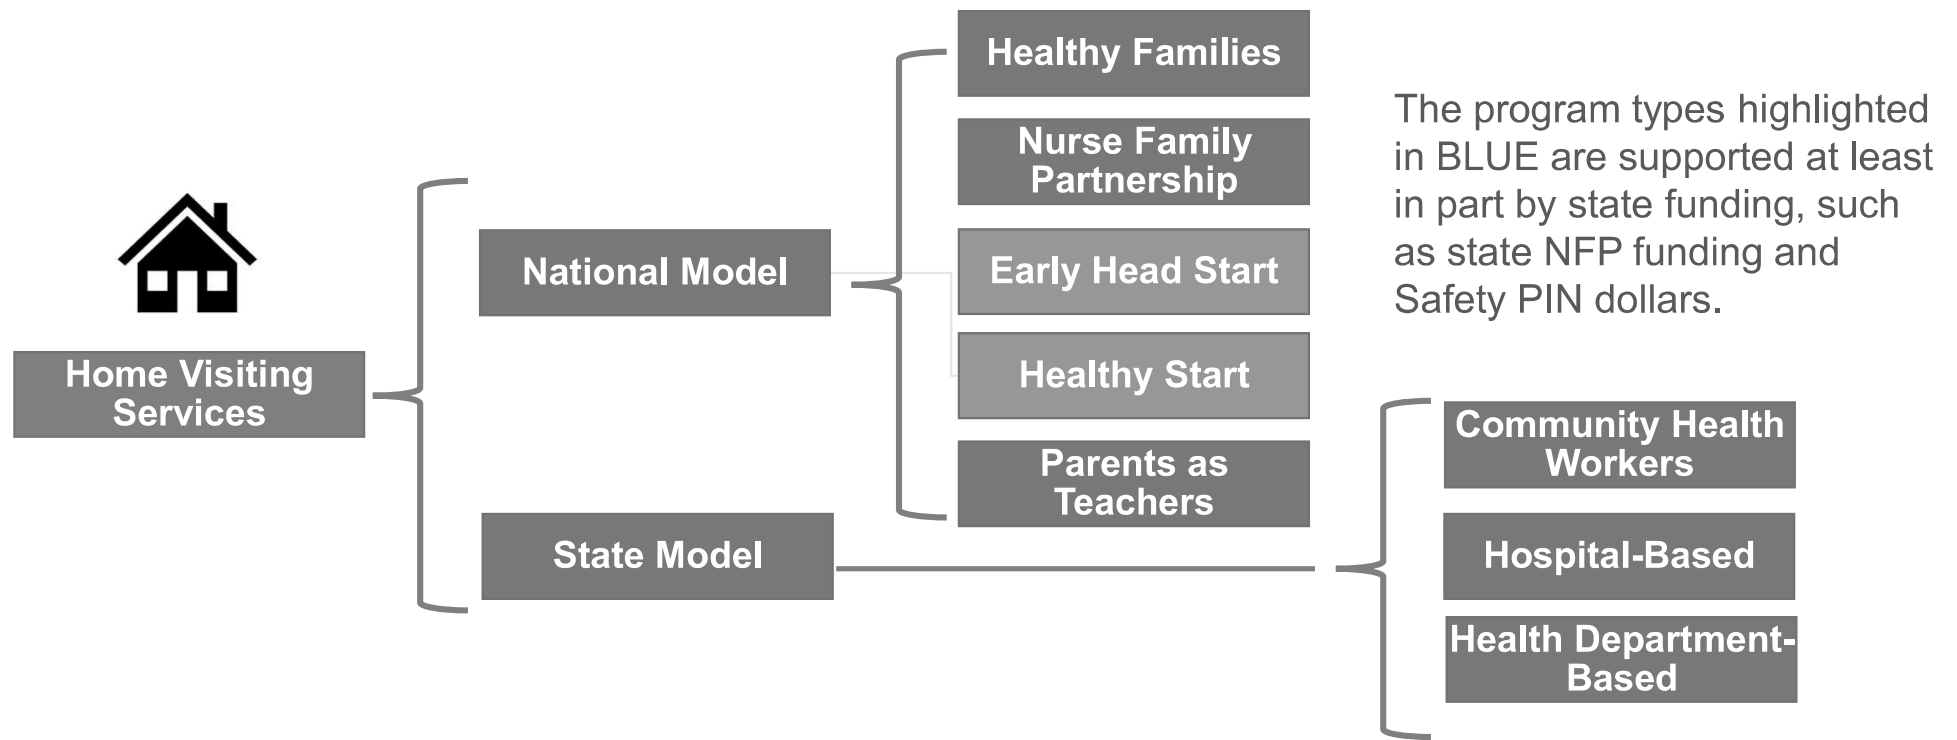 Home Visiting
Services
National Model
State Model
Healthy Families
Nurse Family
Partnership
Early Head Start
Healthy Start
Parents as
Teachers
The program types highlighted
in BLUE are supported at least
in part by state funding, such
as state NFP funding and
Safety PIN dollars.
Community Health
Workers
Hospital-Based
Health Department-
Based